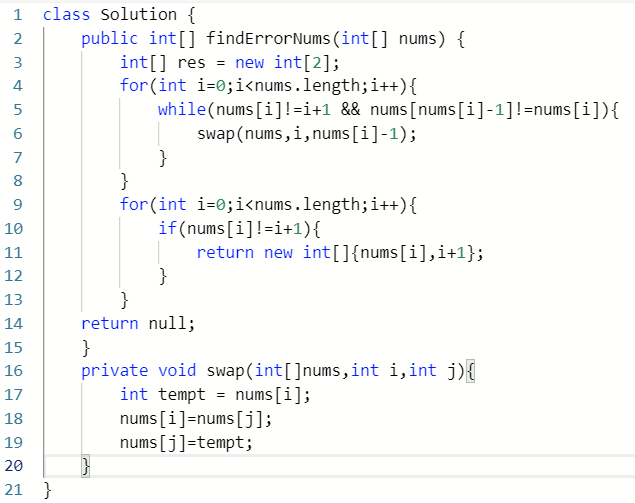 1 class Solution {
2     public int[] findErrorNums(int[] nums) {
3         int[] res = new int[2];
4         for(int i=0;i<nums.length;i++){
5             while(nums[i]!=i+1 && nums[nums[i]-1]!=nums[i]){
6                 swap(nums,i,nums[i]-1);
7             }
8         }
9         for(int i=0;i<nums.length;i++){
10             if(nums[i]!=i+1){
11                 return new int[]{nums[i],i+1};
12             }
13         }
14     return null;
15     }
16     private void swap(int[]nums,int i,int j){
17         int tempt = nums[i];
18         nums[i]=nums[j];
19         nums[j]=tempt;
20     }
21 }